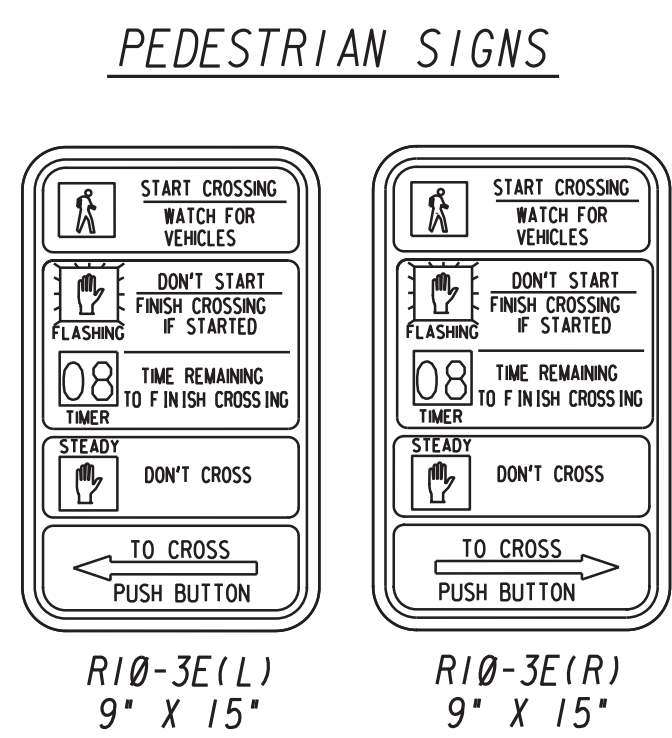 PEDESTRIAN SIGNS
START CROSSING
WATCH FOR
VEHICLES
DON'T START
FINISH CROSSING
IF STARTED
FLASHING
08
TIME REMAINING
TO FINISH CROSSING
TIMER
STEADY
DON'T CROSS
TO CROSS
PUSH BUTTON
R10-3E(L)
9" X 15"
START CROSSING
WATCH FOR
VEHICLES
DON'T START
FINISH CROSSING
IF STARTED
FLASHING
08
TIME REMAINING
TO FINISH CROSSING
TIMER
STEADY
DON'T CROSS
TO CROSS
PUSH BUTTON
R10-3E(R)
9" X 15"